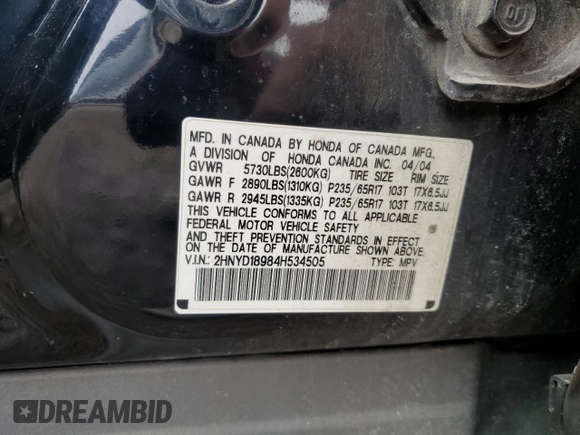 MFD. IN CANADA BY HONDA OF CANADA MFG.,
A DIVISION OF HONDA CANADA INC. 04/04
GVWR 5730LBS(2600KG) TIRE SIZE RIM SIZE
GAWR F 2890LBS(1310KG) P235/65R17 103T 17X6.5JJ
GAWR R 2945LBS(1335KG) P235/65R17 103T 17X6.5JJ
THIS VEHICLE CONFORMS TO ALL APPLICABLE
FEDERAL MOTOR VEHICLE SAFETY
AND THEFT PREVENTION STANDARDS IN EFFECT
ON THE DATE OF MANUFACTURE SHOWN ABOVE.
V.I.N.: 2HNYD18984H534505 TYPE: MPV
DREAMBID